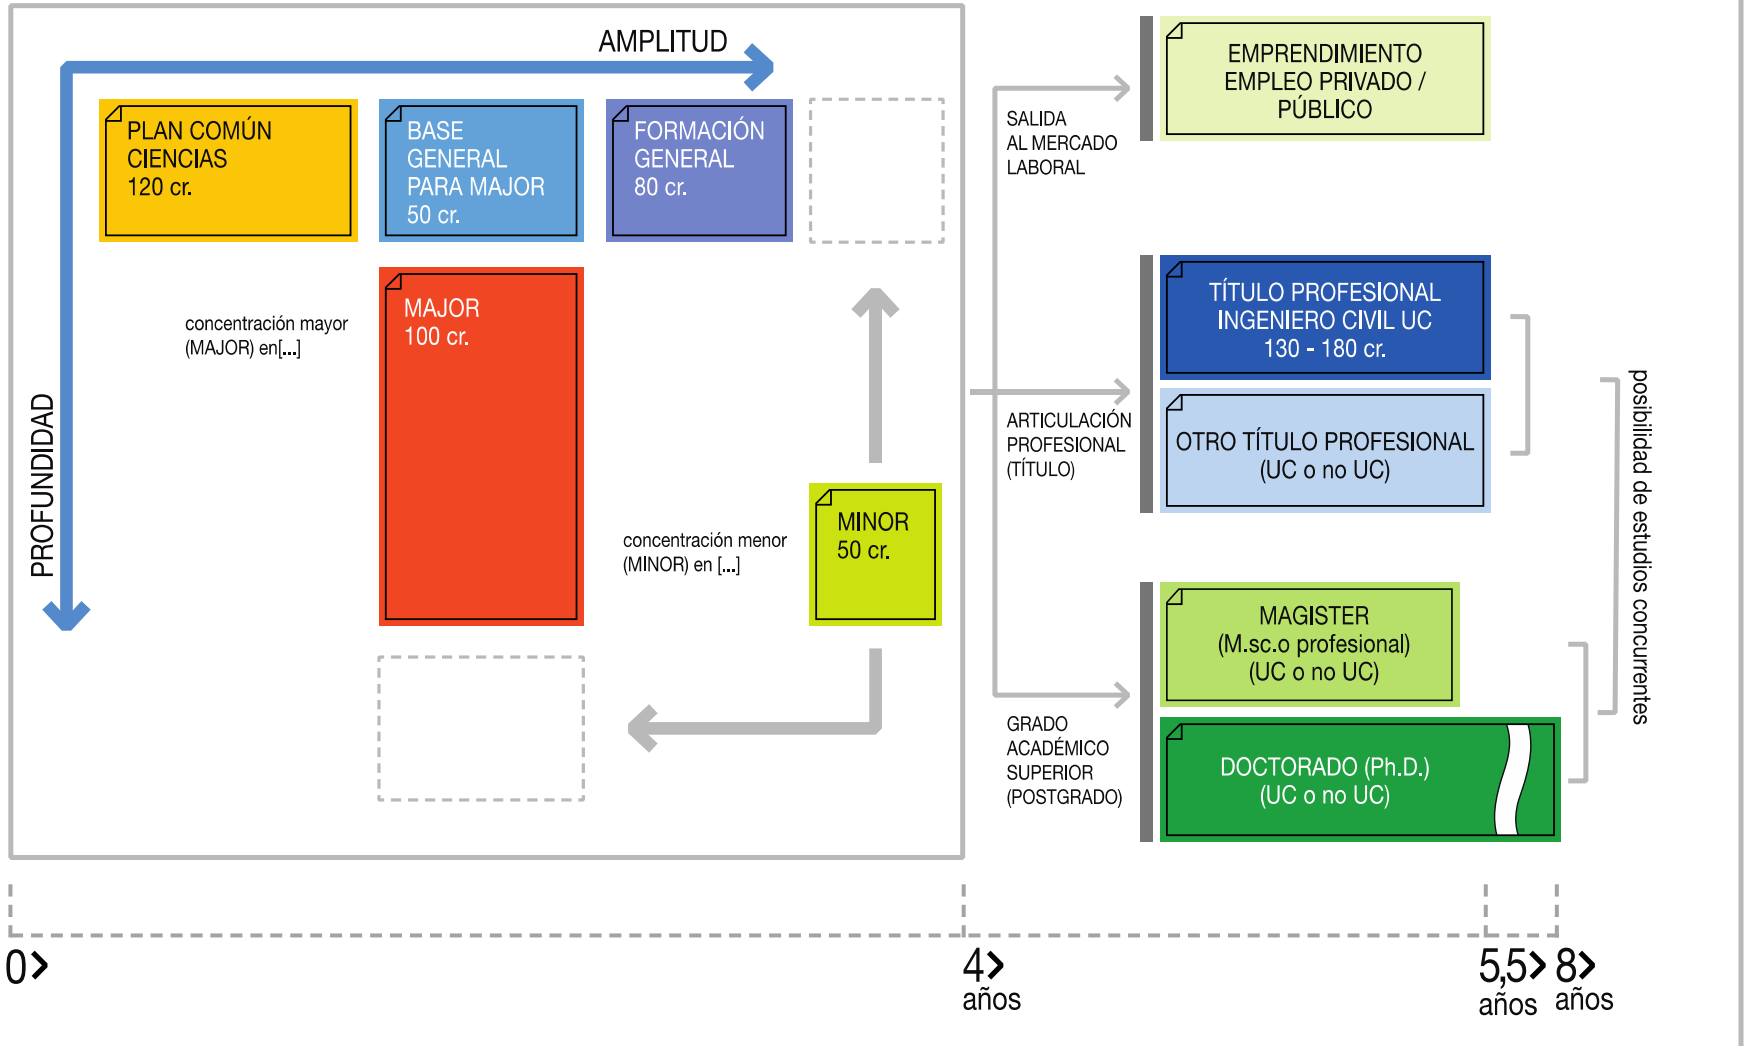 AMPLITUD
PROFUNDIDAD
PLAN COMÚN
CIENCIAS
120 cr.
BASE
GENERAL
PARA MAJOR
50 cr.
FORMACIÓN
GENERAL
80 cr.
concentración mayor
(MAJOR) en[...]
MAJOR
100 cr.
concentración menor
(MINOR) en [...]
MINOR
50 cr.
SALIDA
AL MERCADO
LABORAL
EMPRENDIMIENTO
EMPLEO PRIVADO /
PÚBLICO
ARTICULACIÓN
PROFESIONAL
(TÍTULO)
TÍTULO PROFESIONAL
INGENIERO CIVIL UC
130 - 180 cr.
OTRO TÍTULO PROFESIONAL
(UC o no UC)
GRADO
ACADÉMICO
SUPERIOR
(POSTGRADO)
MAGISTER
(M.sc.o profesional)
(UC o no UC)
DOCTORADO (Ph.D.)
(UC o no UC)
posibilidad de estudios concurrentes
0>
4>
años
5,5>
años
8>
años